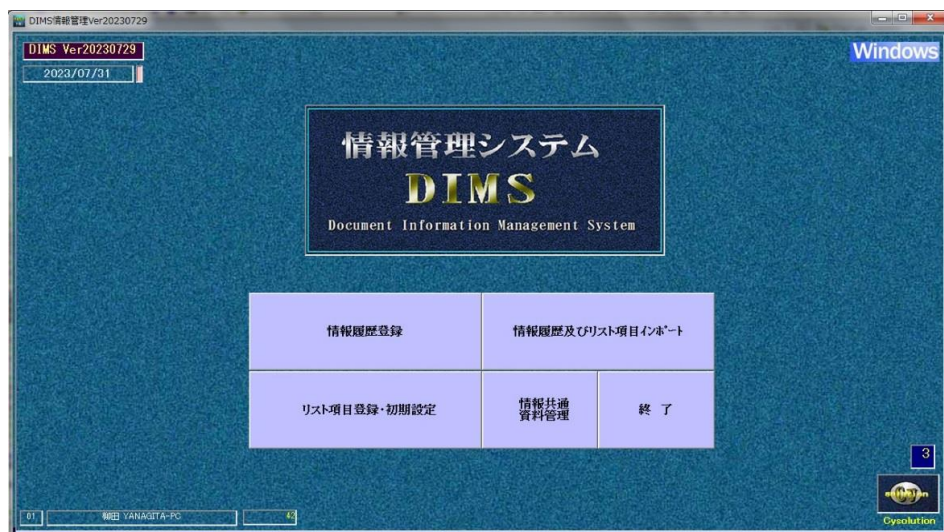 DIMS情報管理Ver20230729
DIMS Ver20230729
Windows
2023/07/31
情報管理システム
DIMS
Document Information Management System
情報履歴登録
情報履歴及びリスト項目インポート
リスト項目登録・初期設定
情報共通
資料管理
終 了
3
01
柳田 YANAGITA-PC
42
Cysolution